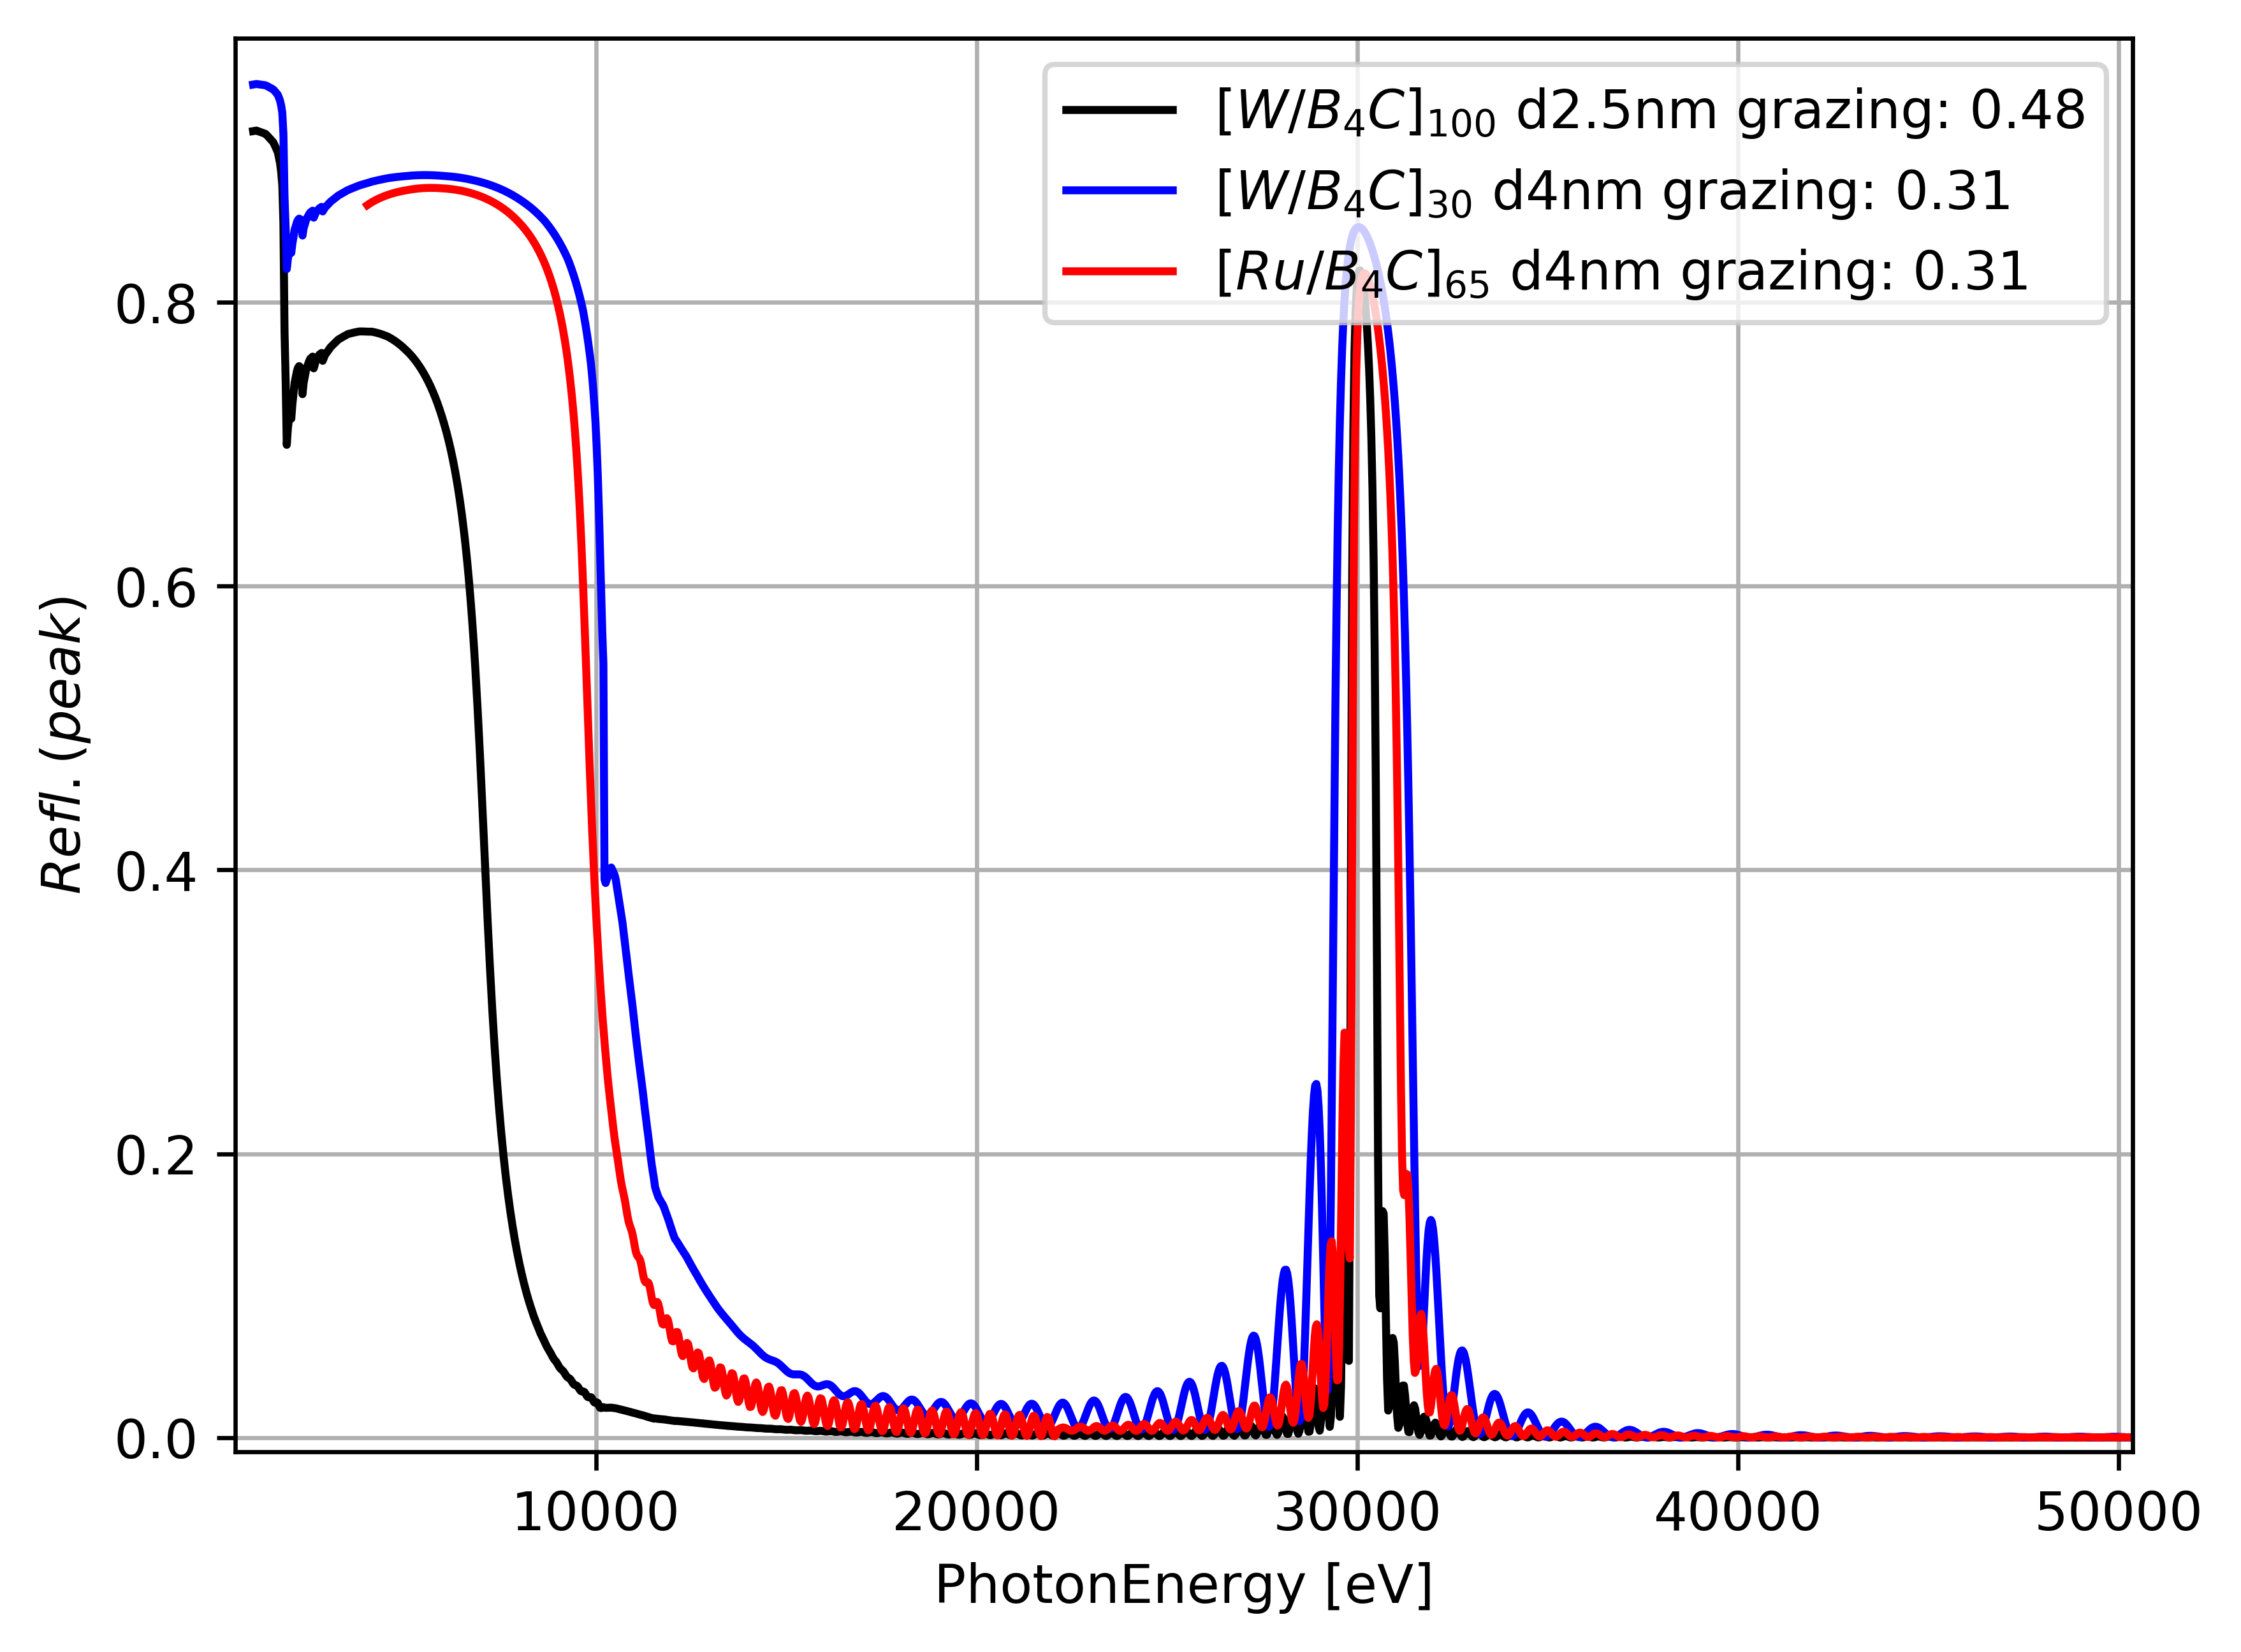 [W/B₄C]₁₀₀ d2.5nm grazing: 0.48
[W/B₄C]₃₀ d4nm grazing: 0.31
[Ru/B₄C]₆₅ d4nm grazing: 0.31
Refl.(peak)
0.8
0.6
0.4
0.2
0.0
10000 20000 30000 40000 50000
PhotonEnergy [eV]